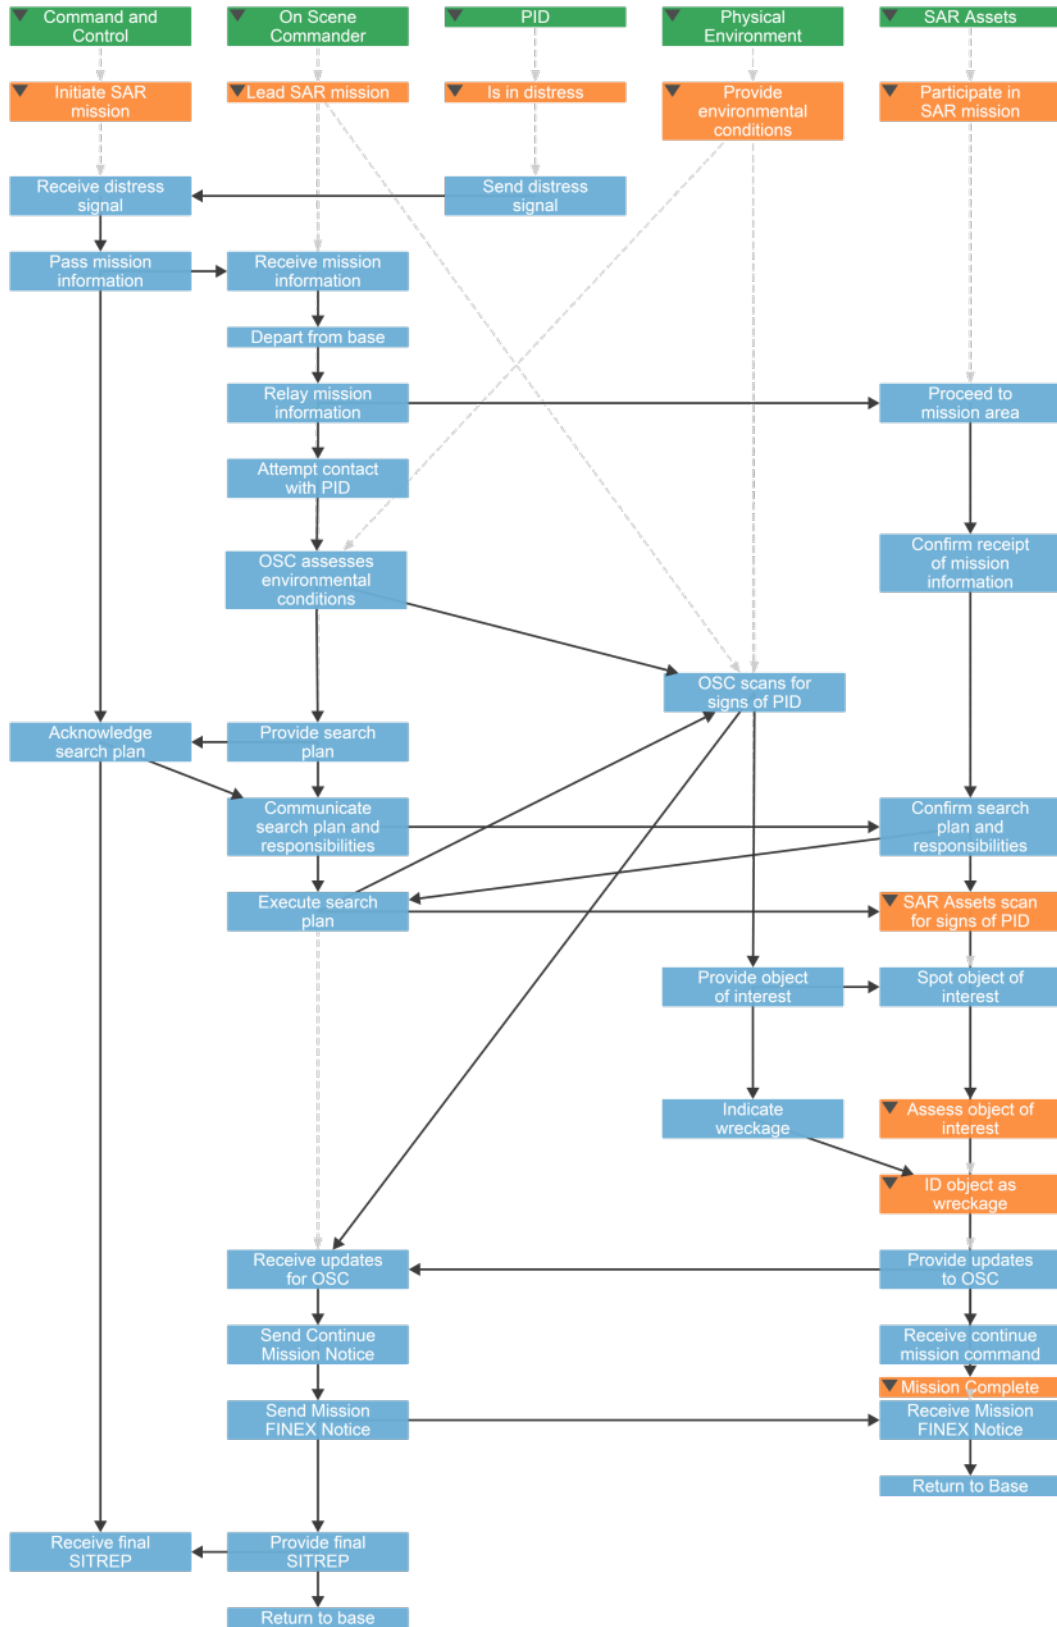 Command and
Control
On Scene
Commander
PID
Physical
Environment
SAR Assets
Initiate SAR
mission
Lead SAR mission
Is in distress
Provide
environmental
conditions
Participate in
SAR mission
Receive distress
signal
Send distress
signal
Pass mission
information
Receive mission
information
Depart from base
Relay mission
information
Proceed to
mission area
Attempt contact
with PID
OSC assesses
environmental
conditions
Confirm receipt
of mission
information
OSC scans for
signs of PID
Acknowledge
search plan
Provide search
plan
Communicate
search plan and
responsibilities
Confirm search
plan and
responsibilities
Execute search
plan
SAR Assets scan
for signs of PID
Provide object
of interest
Spot object of
interest
Indicate
wreckage
Assess object of
interest
ID object as
wreckage
Receive updates
for OSC
Provide updates
to OSC
Send Continue
Mission Notice
Receive continue
mission command
Mission Complete
Send Mission
FINEX Notice
Receive Mission
FINEX Notice
Return to Base
Receive final
SITREP
Provide final
SITREP
Return to base